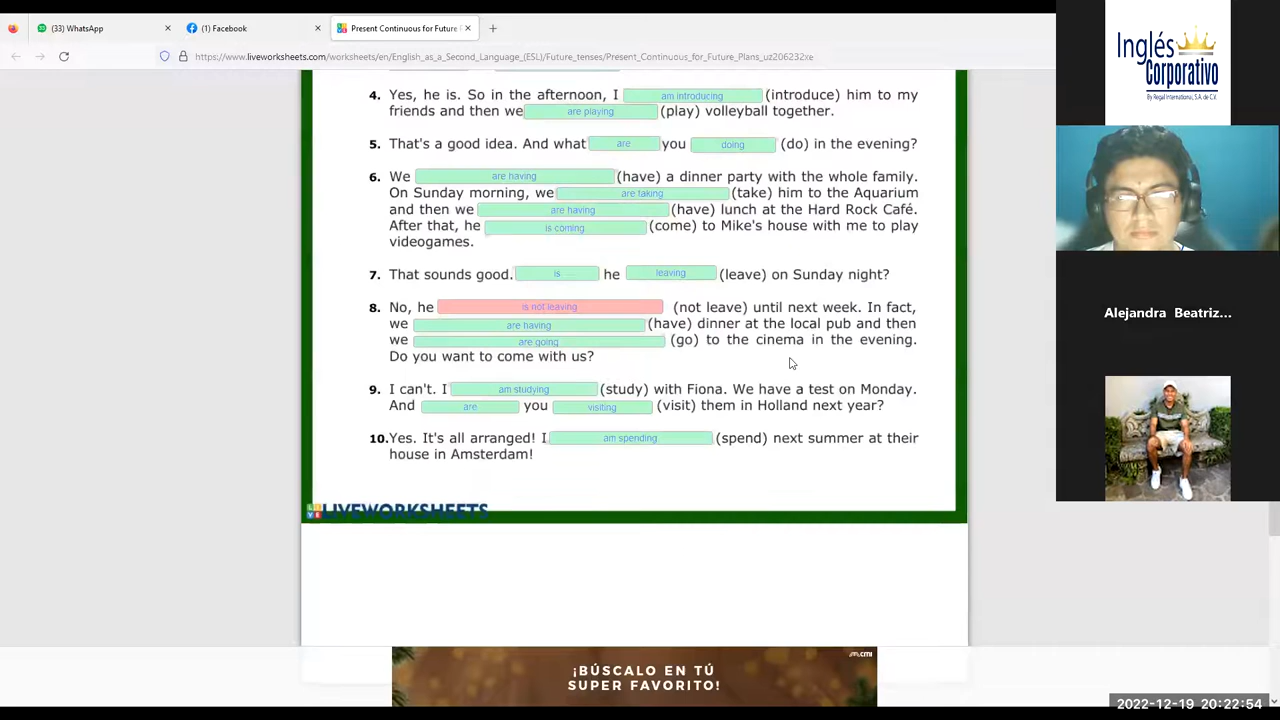 (33) WhatsApp
(1) Facebook
Present Continuous for Future
https://www.liveworksheets.com/worksheets/en/English_as_a_Second_Language_(ESL)/Future_tenses/Present_Continuous_for_Future_Plans_uz206232xe
4. Yes, he is. So in the afternoon, I am introducing (introduce) him to my
friends and then we are playing (play) volleyball together.
5. That's a good idea. And what are you doing (do) in the evening?
6. We are having (have) a dinner party with the whole family.
On Sunday morning, we are taking (take) him to the Aquarium
and then we are having (have) lunch at the Hard Rock Café.
After that, he is coming (come) to Mike's house with me to play
videogames.
7. That sounds good. is he leaving (leave) on Sunday night?
8. No, he is not leaving (not leave) until next week. In fact,
we are having (have) dinner at the local pub and then
we are going (go) to the cinema in the evening.
Do you want to come with us?
9. I can't. I am studying (study) with Fiona. We have a test on Monday.
And are you visiting (visit) them in Holland next year?
10. Yes. It's all arranged! I am spending (spend) next summer at their
house in Amsterdam!
LIVEWORKSHEETS
¡BÚSCALO EN TÚ
SUPER FAVORITO!
cmi
Inglés
Corporativo
By Regal International, S.A. de C.V.
Alejandra Beatriz...
2022-12-19 20:22:54